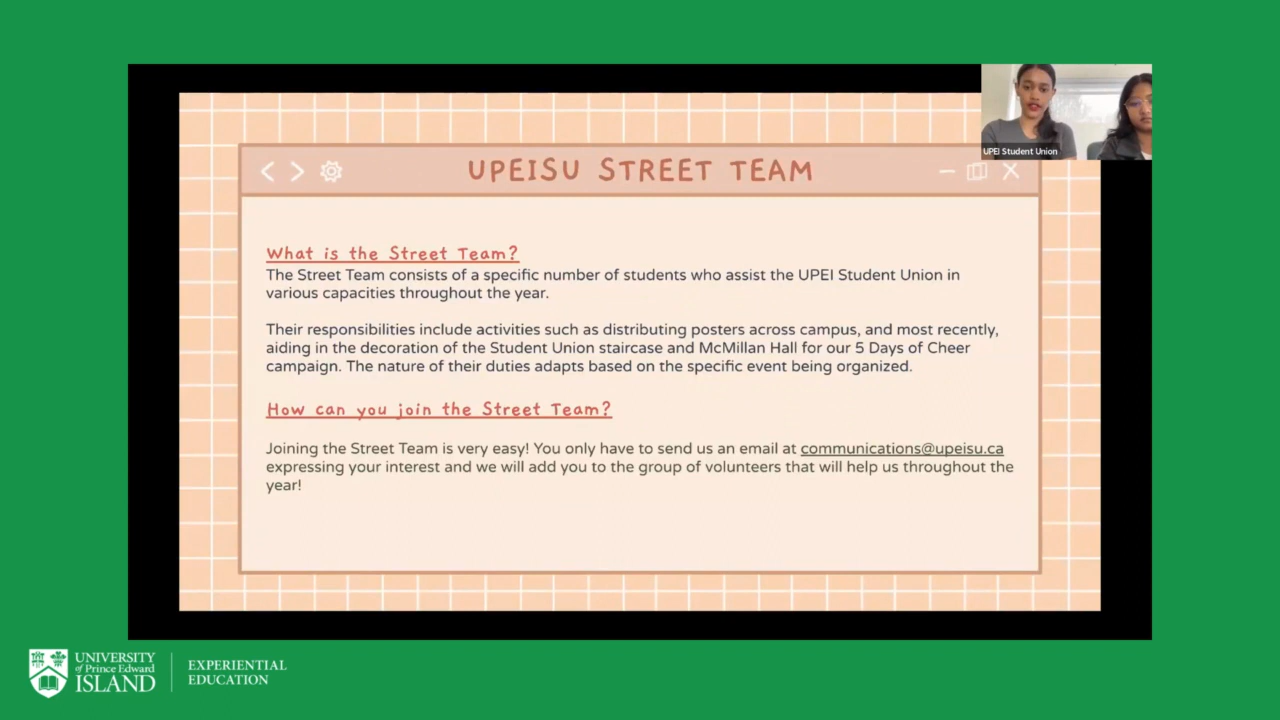 UPEI Student Union
UPEISU STREET TEAM
What is the Street Team?
The Street Team consists of a specific number of students who assist the UPEI Student Union in
various capacities throughout the year.
Their responsibilities include activities such as distributing posters across campus, and most recently,
aiding in the decoration of the Student Union staircase and McMillan Hall for our 5 Days of Cheer
campaign. The nature of their duties adapts based on the specific event being organized.
How can you join the Street Team?
Joining the Street Team is very easy! You only have to send us an email at communications@upeisu.ca
expressing your interest and we will add you to the group of volunteers that will help us throughout the
year!
UNIVERSITY
of Prince Edward
ISLAND
EXPERIENTIAL
EDUCATION